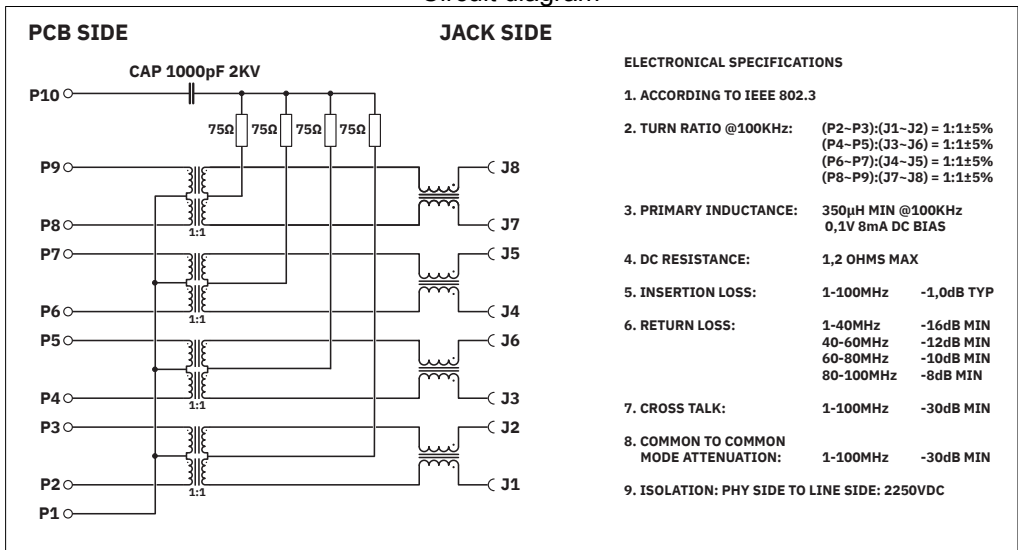 Circuit diagram
PCB SIDE
JACK SIDE
CAP 1000pF 2KV
P10
75Ω 75Ω 75Ω 75Ω
P9
J8
P8
1:1
J7
P7
J5
P6
1:1
J4
P5
J6
P4
1:1
J3
P3
J2
P2
1:1
J1
P1
ELECTRONICAL SPECIFICATIONS
1. ACCORDING TO IEEE 802.3
2. TURN RATIO @100KHz: (P2~P3):(J1~J2) = 1:1±5%
(P4~P5):(J3~J6) = 1:1±5%
(P6~P7):(J4~J5) = 1:1±5%
(P8~P9):(J7~J8) = 1:1±5%
3. PRIMARY INDUCTANCE: 350µH MIN @100KHz
0,1V 8mA DC BIAS
4. DC RESISTANCE: 1,2 OHMS MAX
5. INSERTION LOSS: 1-100MHz -1,0dB TYP
6. RETURN LOSS: 1-40MHz -16dB MIN
40-60MHz -12dB MIN
60-80MHz -10dB MIN
80-100MHz -8dB MIN
7. CROSS TALK: 1-100MHz -30dB MIN
8. COMMON TO COMMON
MODE ATTENUATION: 1-100MHz -30dB MIN
9. ISOLATION: PHY SIDE TO LINE SIDE: 2250VDC